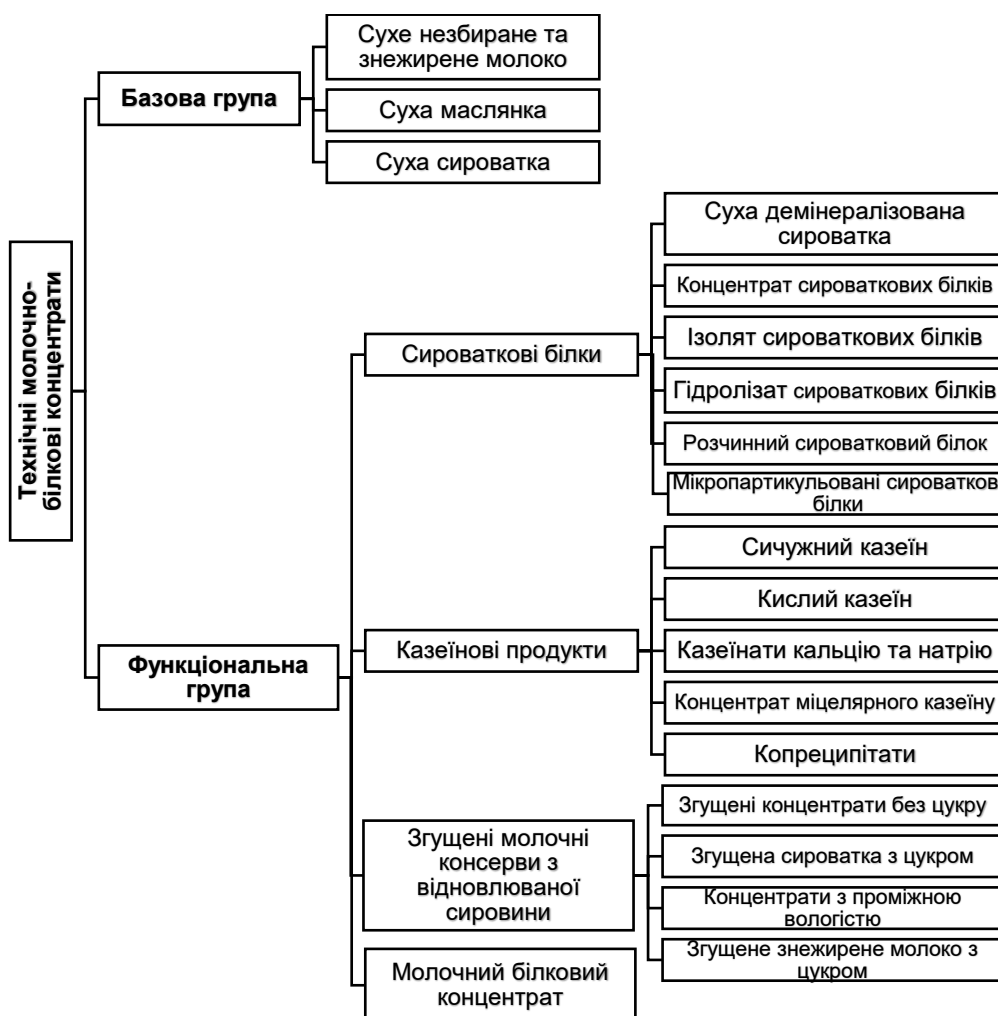 Технічні молочно-
білкові концентрати
Базова група
Сухе незбиране та
знежирене молоко
Суха маслянка
Суха сироватка
Функціональна
група
Сироваткові білки
Суха демінералізована
сироватка
Концентрат сироваткових білків
Ізолят сироваткових білків
Гідролізат сироваткових білків
Розчинний сироватковий білок
Мікропартикульовані сироваткові
білки
Казеїнові продукти
Сичужний казеїн
Кислий казеїн
Казеїнати кальцію та натрію
Концентрат міцелярного казеїну
Копреципітати
Згущені молочні
консерви з
відновлюваної
сировини
Згущені концентрати без цукру
Згущена сироватка з цукром
Концентрати з проміжною
вологістю
Згущене знежирене молоко з
цукром
Молочний білковий
концентрат